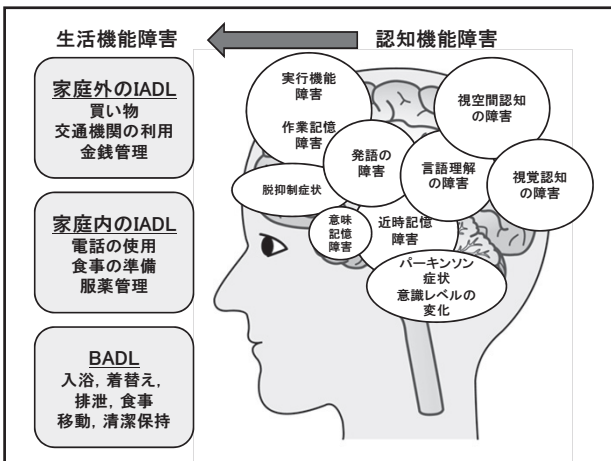 生活機能障害
認知機能障害
家庭外のIADL
買い物
交通機関の利用
金銭管理
家庭内のIADL
電話の使用
食事の準備
服薬管理
BADL
入浴, 着替え,
排泄, 食事
移動, 清潔保持
実行機能
障害
作業記憶
障害
視空間認知
の障害
発語の
障害
言語理解
の障害
視覚認知
の障害
脱抑制症状
意味
記憶
障害
近時記憶
障害
パーキンソン
症状
意識レベルの
変化